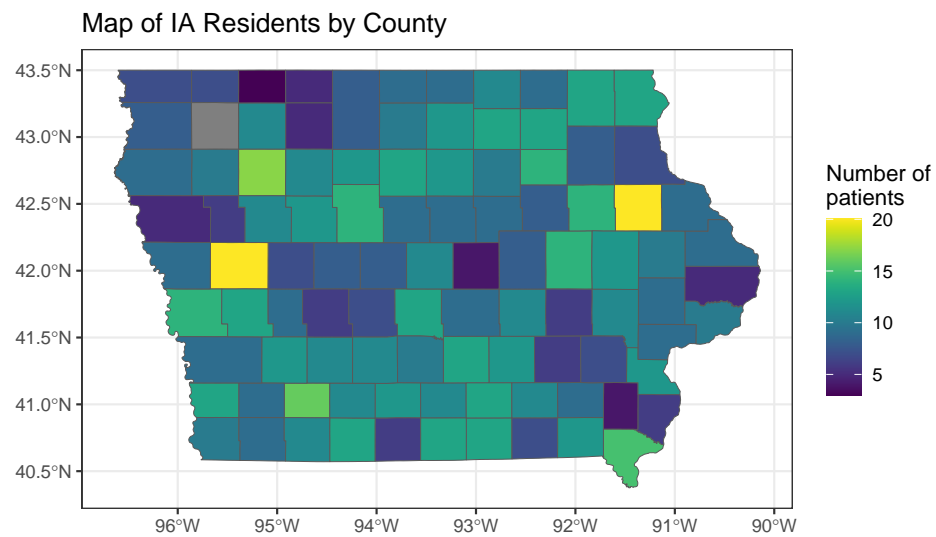 Map of IA Residents by County
43.5°N
43.0°N
42.5°N
42.0°N
41.5°N
41.0°N
40.5°N
96°W 95°W 94°W 93°W 92°W 91°W 90°W
Number of
patients
20
15
10
5